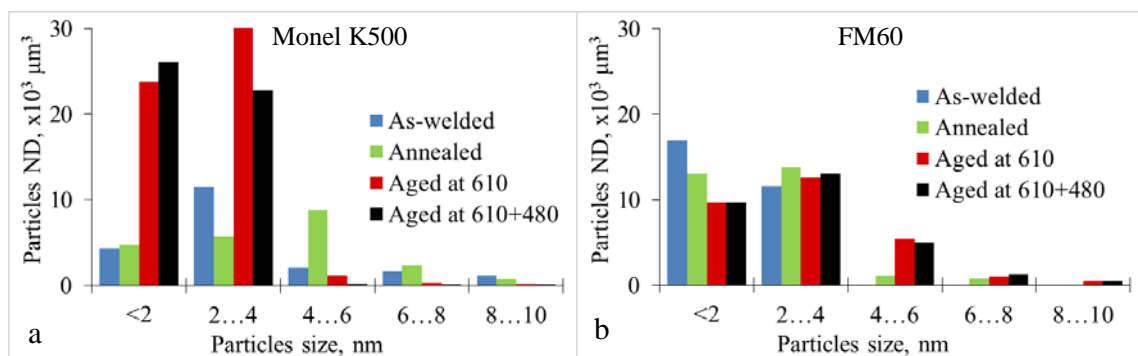 Monel K500
Particles ND, x10³ µm³
30
20
10
0
As-welded
Annealed
Aged at 610
Aged at 610+480
<2 2…4 4…6 6…8 8…10
Particles size, nm
a
FM60
Particles ND, x10³ µm³
30
20
10
0
As-welded
Annealed
Aged at 610
Aged at 610+480
<2 2…4 4…6 6…8 8…10
Particles size, nm
b